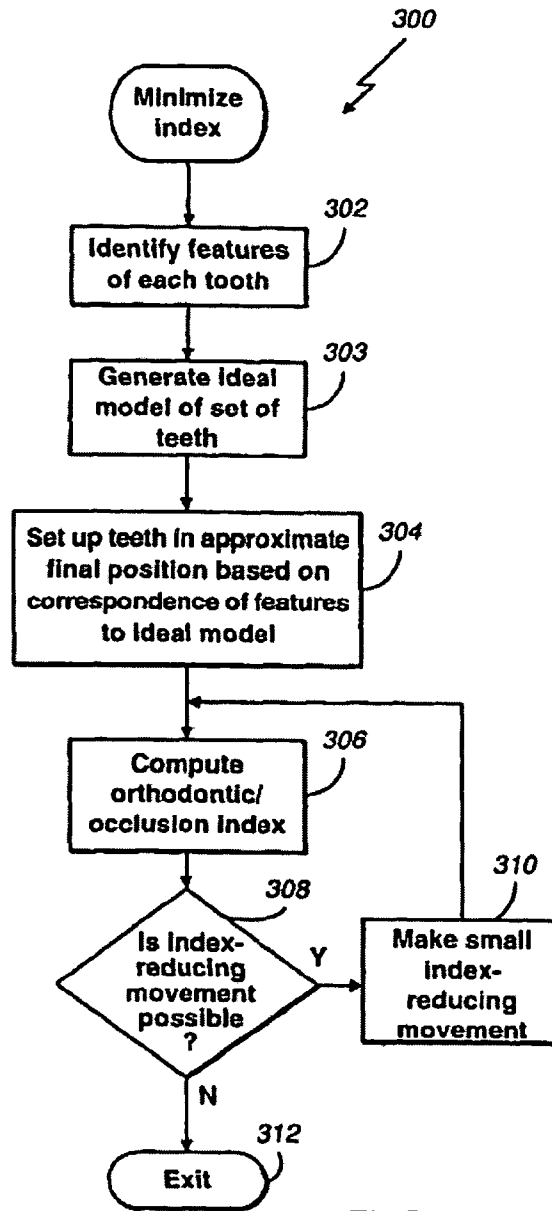 300
Minimize
index
302
Identify features
of each tooth
303
Generate ideal
model of set of
teeth
304
Set up teeth in approximate
final position based on
correspondence of features
to ideal model
306
Compute
orthodontic/
occlusion index
308
Is index-
reducing
movement
possible
?
Y
310
Make small
index-
reducing
movement
N
312
Exit